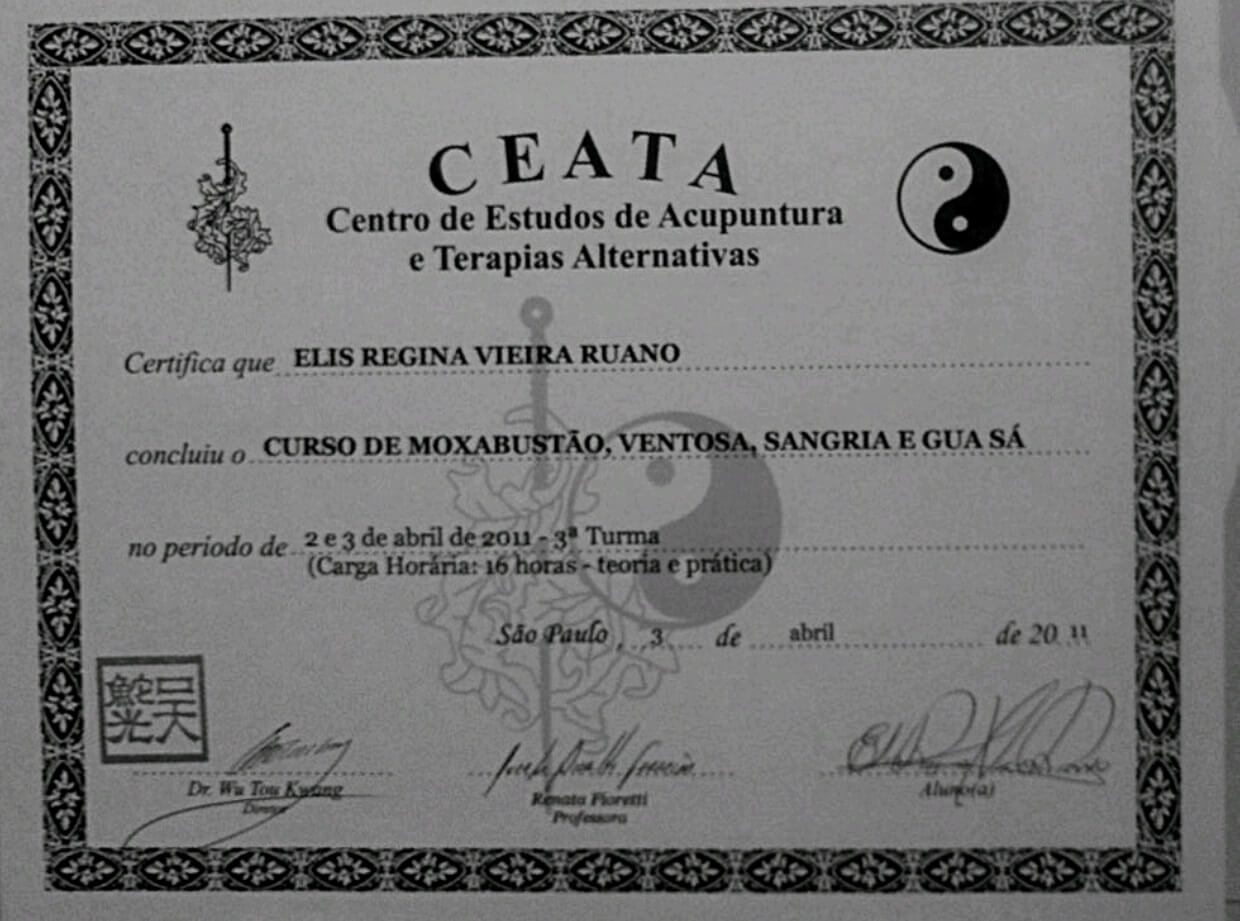 CEATA
Centro de Estudos de Acupuntura
e Terapias Alternativas
Certifica que ELIS REGINA VIEIRA RUANO
concluiu o CURSO DE MOXABUSTÃO, VENTOSA, SANGRIA E GUA SÁ
no periodo de 2 e 3 de abril de 2011 - 3ª Turma
(Carga Horária: 16 horas - teoria e prática)
São Paulo, 3 de abril de 2011
Dr. Wu Tou Kwang
Diretor
Renata Fioretti
Professora
Aluno(a)